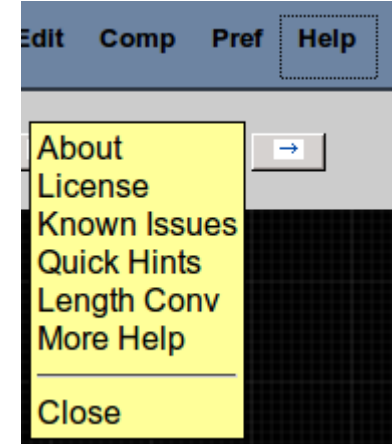 Edit Comp Pref Help
→
About
License
Known Issues
Quick Hints
Length Conv
More Help
Close